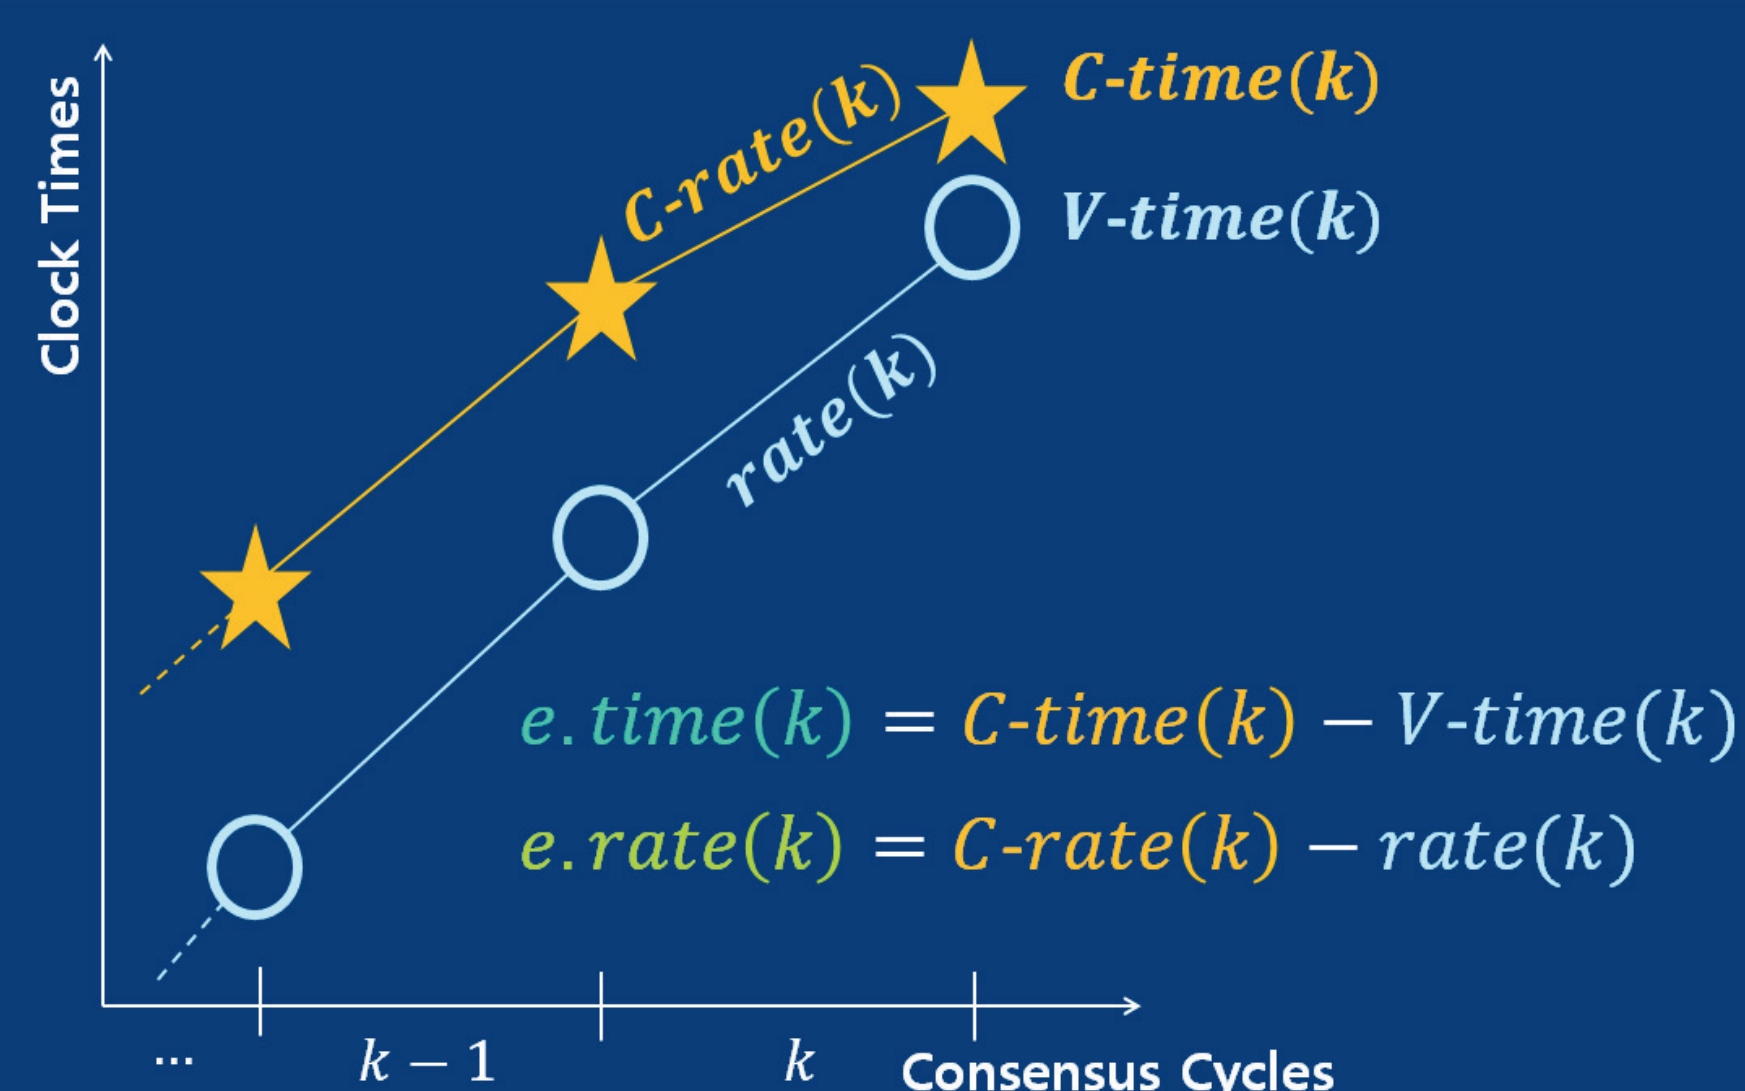 Clock Times
C-rate(k)
C-time(k)
V-time(k)
rate(k)
e.time(k) = C-time(k) − V-time(k)
e.rate(k) = C-rate(k) − rate(k)
...
k − 1
k
Consensus Cycles